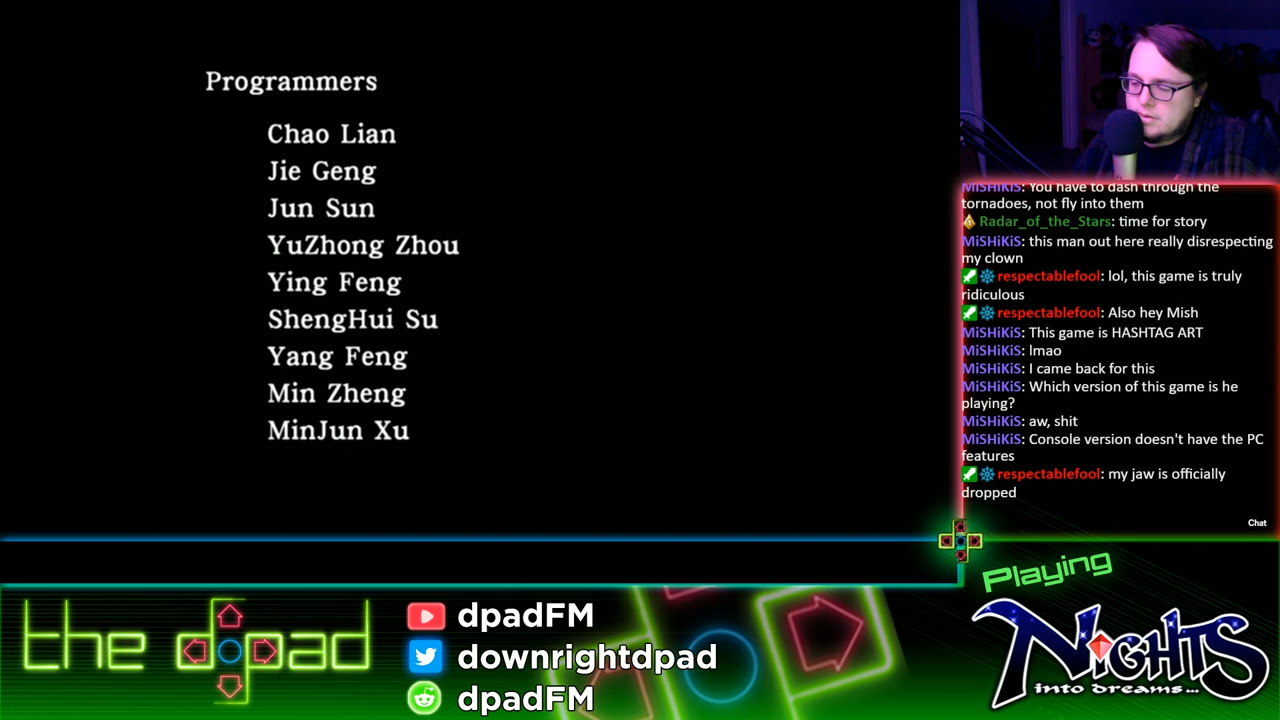 Programmers
Chao Lian
Jie Geng
Jun Sun
YuZhong Zhou
Ying Feng
ShengHui Su
Yang Feng
Min Zheng
MinJun Xu
MiSHiKiS: You have to dash through the
tornadoes, not fly into them
Radar_of_the_Stars: time for story
MiSHiKiS: this man out here really disrespecting
my clown
respectablefool: lol, this game is truly
ridiculous
respectablefool: Also hey Mish
MiSHiKiS: This game is HASHTAG ART
MiSHiKiS: lmao
MiSHiKiS: I came back for this
MiSHiKiS: Which version of this game is he
playing?
MiSHiKiS: aw, shit
MiSHiKiS: Console version doesn't have the PC
features
respectablefool: my jaw is officially
dropped
Chat
the dpad
dpadFM
downrightdpad
dpadFM
Playing
NiGHTS
into dreams...